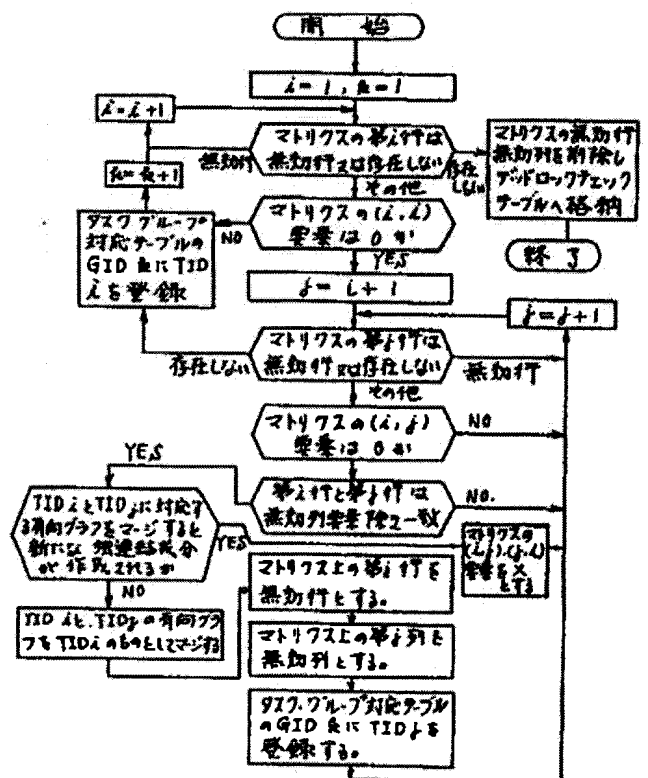 開始
i = 1, k = 1
i = i + 1
マトリクスの第i行は
無効行又は存在しない
無効行
存在
しない
その他
マトリクスの無効行
無効列を削除し
デッドロックチェック
テーブルへ格納
終了
k = k + 1
マトリクスの(i, i)
要素は0か
NO
YES
タスクグループ
対応テーブルの
GID kにTID
iを登録
j = i + 1
j = j + 1
マトリクスの第j行は
無効行又は存在しない
存在しない
無効行
その他
マトリクスの(i, j)
要素は0か
NO
YES
第i行と第j行は
無効列要素除き一致
NO.
TID iとTID jに対応す
る有向グラフをマージすると
新たな強連結成分
が作成されるか
YES
NO
マトリクスの
(i, j), (j, i)
要素を×
とする
マトリクス上の第j行を
無効行とする。
TID iと、TID jの有向グラ
フをTID iのものとしてマージする
マトリクス上の第j列を
無効列とする。
タスク・グループ対応テーブル
のGID kにTID jを
登録する。